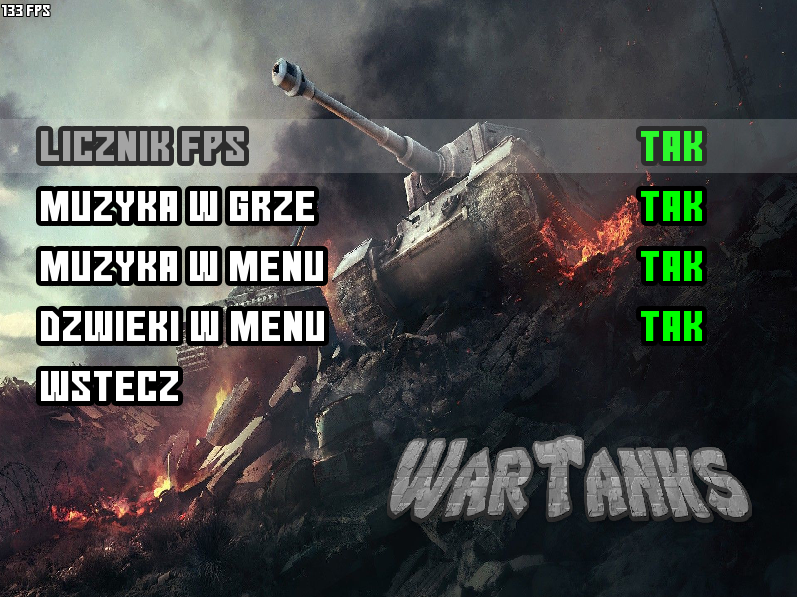 133 FPS
LICZNIK FPS TAK
MUZYKA W GRZE TAK
MUZYKA W MENU TAK
DZWIEKI W MENU TAK
WSTECZ
WARTANKS